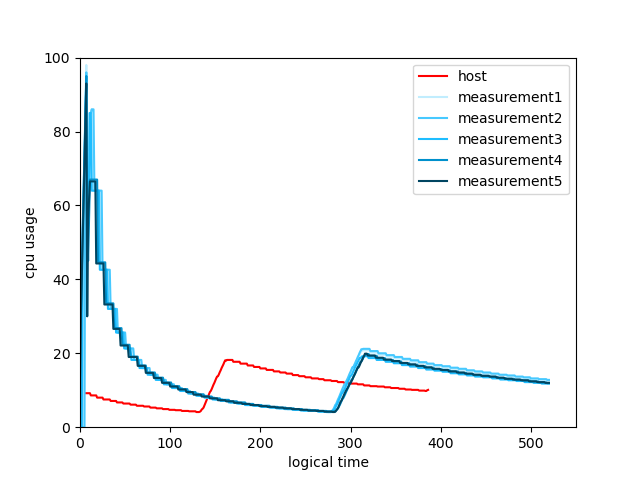 100
80
60
40
20
0
cpu usage
0 100 200 300 400 500
logical time
host
measurement1
measurement2
measurement3
measurement4
measurement5